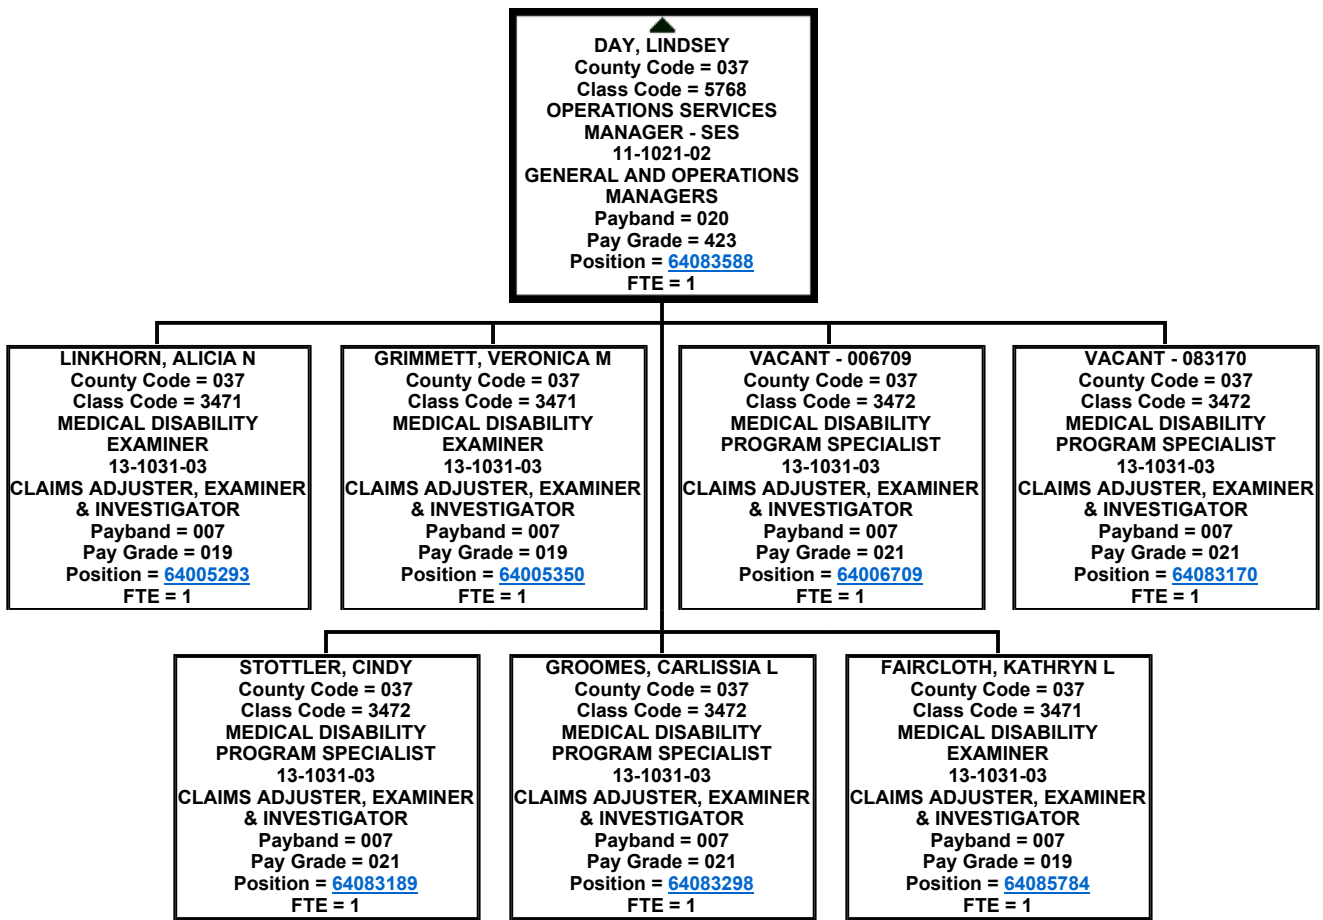 DAY, LINDSEY
County Code = 037
Class Code = 5768
OPERATIONS SERVICES
MANAGER - SES
11-1021-02
GENERAL AND OPERATIONS
MANAGERS
Payband = 020
Pay Grade = 423
Position = 64083588
FTE = 1
LINKHORN, ALICIA N
County Code = 037
Class Code = 3471
MEDICAL DISABILITY
EXAMINER
13-1031-03
CLAIMS ADJUSTER, EXAMINER
& INVESTIGATOR
Payband = 007
Pay Grade = 019
Position = 64005293
FTE = 1
GRIMMETT, VERONICA M
County Code = 037
Class Code = 3471
MEDICAL DISABILITY
EXAMINER
13-1031-03
CLAIMS ADJUSTER, EXAMINER
& INVESTIGATOR
Payband = 007
Pay Grade = 019
Position = 64005350
FTE = 1
VACANT - 006709
County Code = 037
Class Code = 3472
MEDICAL DISABILITY
PROGRAM SPECIALIST
13-1031-03
CLAIMS ADJUSTER, EXAMINER
& INVESTIGATOR
Payband = 007
Pay Grade = 021
Position = 64006709
FTE = 1
VACANT - 083170
County Code = 037
Class Code = 3472
MEDICAL DISABILITY
PROGRAM SPECIALIST
13-1031-03
CLAIMS ADJUSTER, EXAMINER
& INVESTIGATOR
Payband = 007
Pay Grade = 021
Position = 64083170
FTE = 1
STOTTLER, CINDY
County Code = 037
Class Code = 3472
MEDICAL DISABILITY
PROGRAM SPECIALIST
13-1031-03
CLAIMS ADJUSTER, EXAMINER
& INVESTIGATOR
Payband = 007
Pay Grade = 021
Position = 64083189
FTE = 1
GROOMES, CARLISSIA L
County Code = 037
Class Code = 3472
MEDICAL DISABILITY
PROGRAM SPECIALIST
13-1031-03
CLAIMS ADJUSTER, EXAMINER
& INVESTIGATOR
Payband = 007
Pay Grade = 021
Position = 64083298
FTE = 1
FAIRCLOTH, KATHRYN L
County Code = 037
Class Code = 3471
MEDICAL DISABILITY
EXAMINER
13-1031-03
CLAIMS ADJUSTER, EXAMINER
& INVESTIGATOR
Payband = 007
Pay Grade = 019
Position = 64085784
FTE = 1